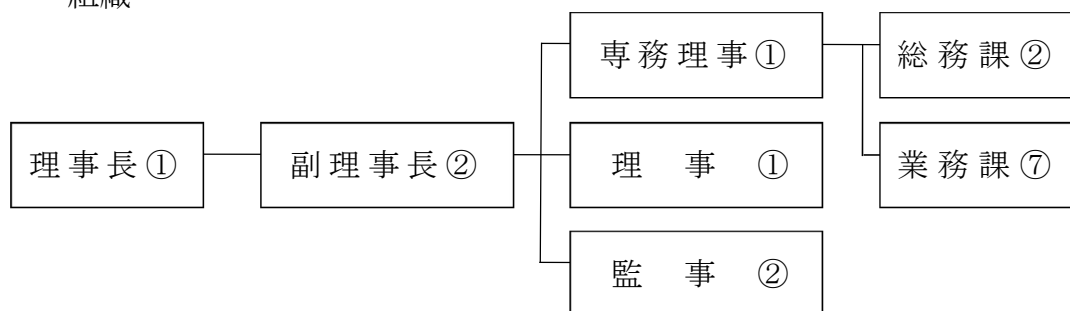 組織
専務理事①
総務課②
理事長①
副理事長②
理事①
業務課⑦
監事②